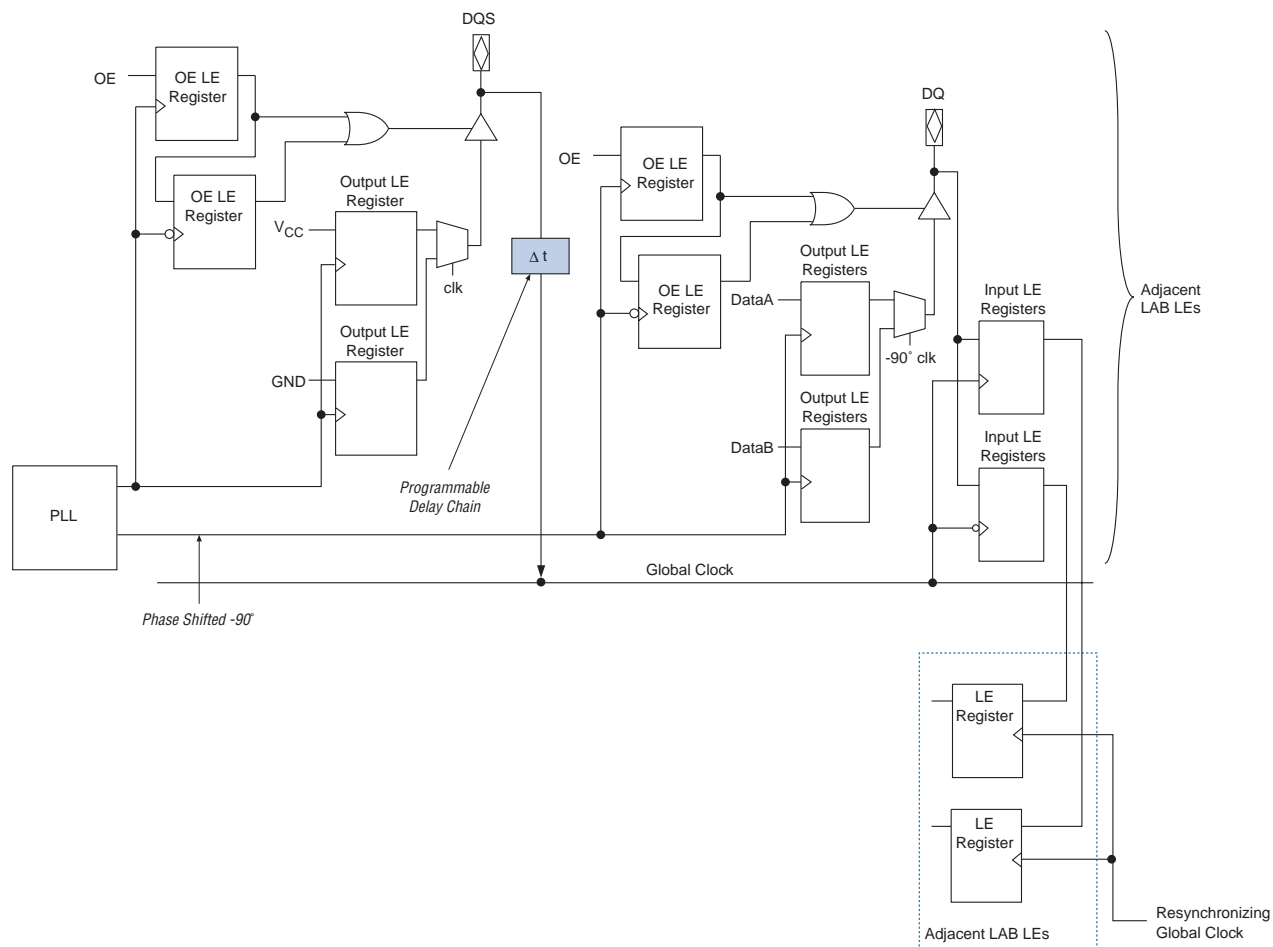 DQS
OE
OE LE
Register
OE LE
Register
Output LE
Register
VCC
clk
Δ t
Output LE
Register
GND
Programmable
Delay Chain
PLL
Phase Shifted -90°
Global Clock
DQ
OE
OE LE
Register
OE LE
Register
Output LE
Registers
DataA
-90° clk
Output LE
Registers
DataB
Input LE
Registers
Input LE
Registers
Adjacent
LAB LEs
LE
Register
LE
Register
Adjacent LAB LEs
Resynchronizing
Global Clock